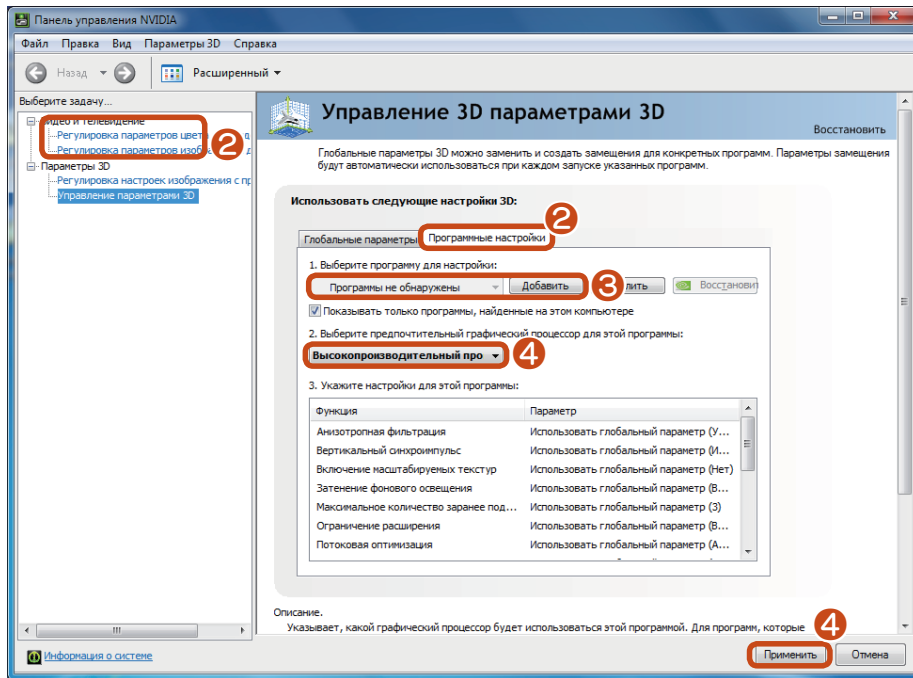 Панель управления NVIDIA
Файл Правка Вид Параметры 3D Справка
Назад Расширенный
Выберите задачу...
Видео и телевидение
Регулировка параметров цвета
Регулировка параметров изобра
2
Параметры 3D
Регулировка настроек изображения с пр
Управление параметрами 3D
Управление 3D параметрами 3D
Восстановить
Глобальные параметры 3D можно заменить и создать замещения для конкретных программ. Параметры замещения
будут автоматически использоваться при каждом запуске указанных программ.
Использовать следующие настройки 3D:
2
Глобальные параметры Программные настройки
1. Выберите программу для настройки:
Программы не обнаружены Добавить 3 лить Восстановит
Показывать только программы, найденные на этом компьютере
2. Выберите предпочтительный графический процессор для этой программы:
Высокопроизводительный про 4
3. Укажите настройки для этой программы:
Функция Параметр
Анизотропная фильтрация Использовать глобальный параметр (У...
Вертикальный синхроимпульс Использовать глобальный параметр (И...
Включение масштабируемых текстур Использовать глобальный параметр (Нет)
Затенение фонового освещения Использовать глобальный параметр (В...
Максимальное количество заранее под... Использовать глобальный параметр (3)
Ограничение расширения Использовать глобальный параметр (В...
Потоковая оптимизация Использовать глобальный параметр (А...
Описание.
Указывает, какой графический процессор будет использоваться этой программой. Для программ, которые
4
Информация о системе
Применить Отмена